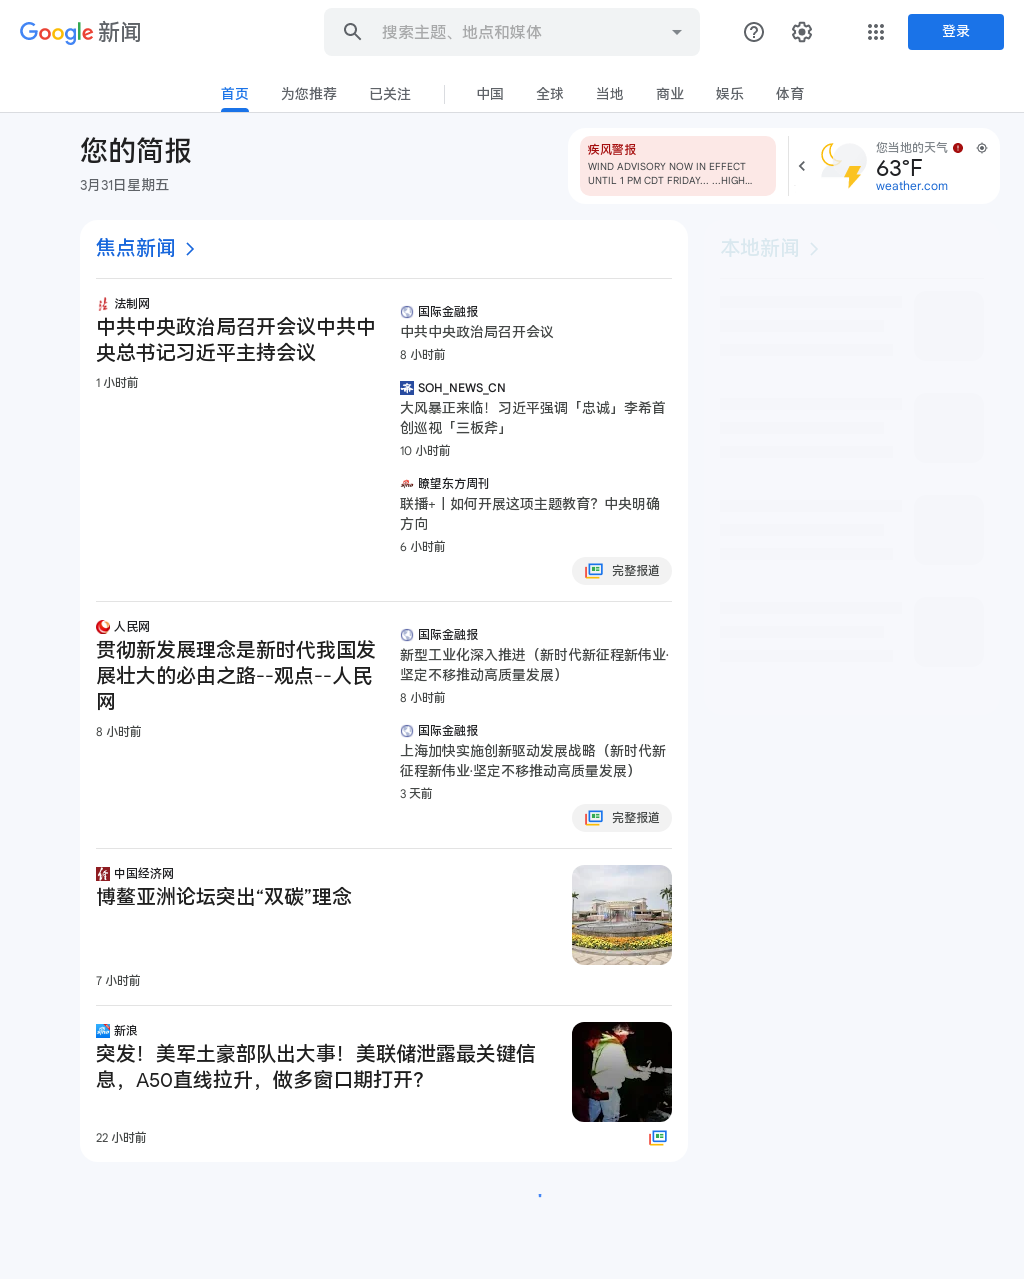 Google 新闻
搜索主题、地点和媒体
登录
首页
为您推荐
已关注
中国
全球
当地
商业
娱乐
体育
您的简报
3月31日星期五
疾风警报
WIND ADVISORY NOW IN EFFECT
UNTIL 1 PM CDT FRIDAY... ...HIGH...
您当地的天气
63°F
weather.com
焦点新闻
本地新闻
法制网
中共中央政治局召开会议中共中
央总书记习近平主持会议
1 小时前
国际金融报
中共中央政治局召开会议
8 小时前
SOH_NEWS_CN
大风暴正来临！习近平强调「忠诚」李希首
创巡视「三板斧」
10 小时前
瞭望东方周刊
联播+丨如何开展这项主题教育？中央明确
方向
6 小时前
完整报道
人民网
贯彻新发展理念是新时代我国发
展壮大的必由之路--观点--人民
网
8 小时前
国际金融报
新型工业化深入推进（新时代新征程新伟业·
坚定不移推动高质量发展）
8 小时前
国际金融报
上海加快实施创新驱动发展战略（新时代新
征程新伟业·坚定不移推动高质量发展）
3 天前
完整报道
中国经济网
博鳌亚洲论坛突出“双碳”理念
7 小时前
新浪
突发！美军土豪部队出大事！美联储泄露最关键信
息，A50直线拉升，做多窗口期打开？
22 小时前